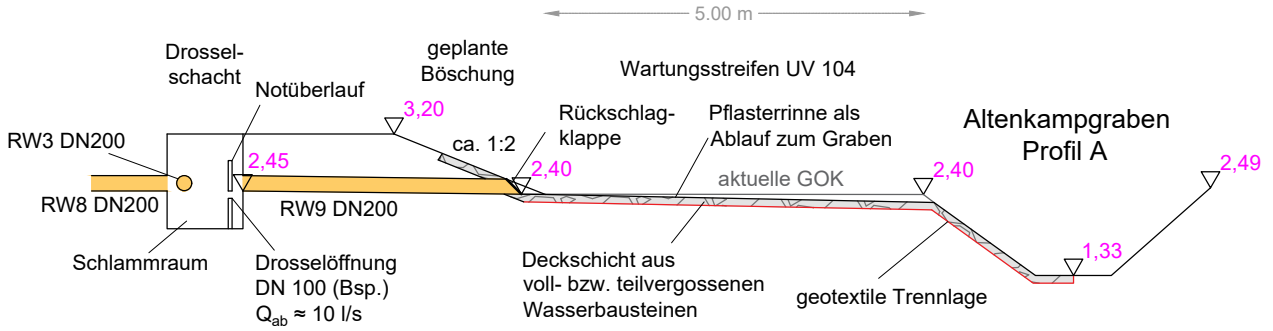 5.00 m
Drossel-
schacht
Notüberlauf
geplante
Böschung
Wartungsstreifen UV 104
3,20
Rückschlag-
klappe
Pflasterrinne als
Ablauf zum Graben
Altenkampgraben
Profil A
RW3 DN200
ca. 1:2
2,45
2,40
aktuelle GOK
2,40
2,49
RW8 DN200
RW9 DN200
Schlammraum
Drosselöffnung
DN 100 (Bsp.)
Qab ≈ 10 l/s
Deckschicht aus
voll- bzw. teilvergossenen
Wasserbausteinen
geotextile Trennlage
1,33